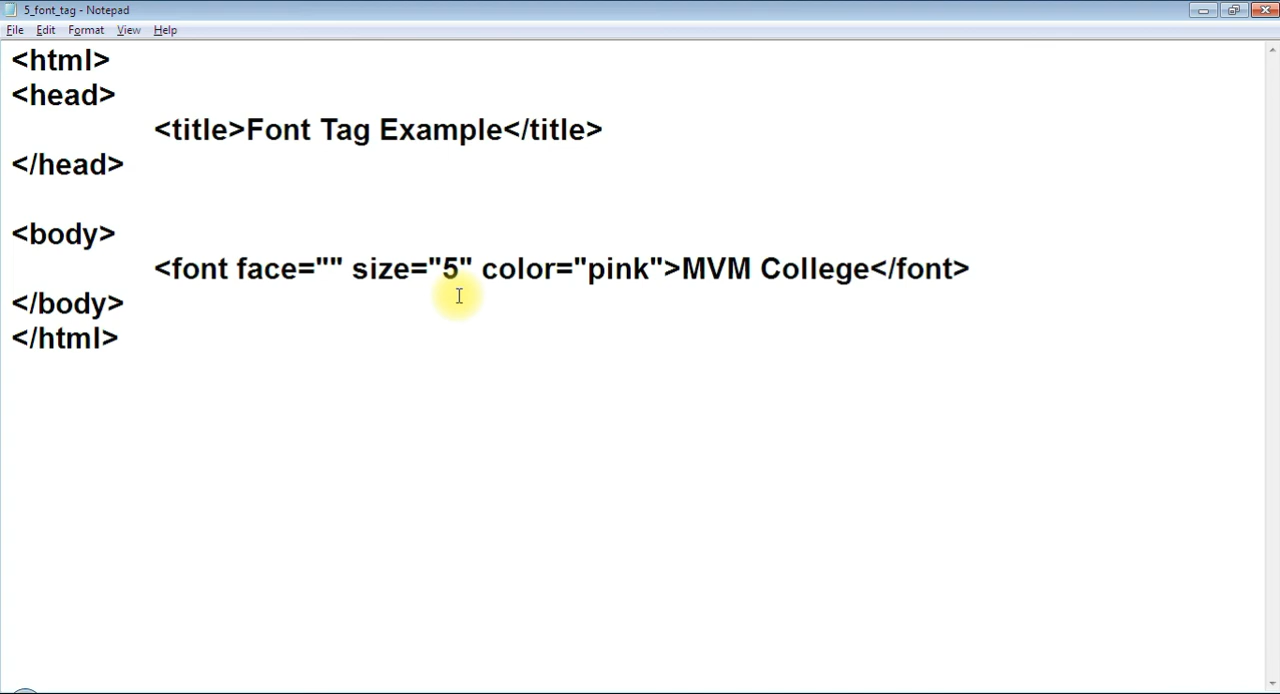 5_font_tag - Notepad
File Edit Format View Help
<html>
<head>
<title>Font Tag Example</title>
</head>
<body>
<font face="" size="5" color="pink">MVM College</font>
</body>
</html>